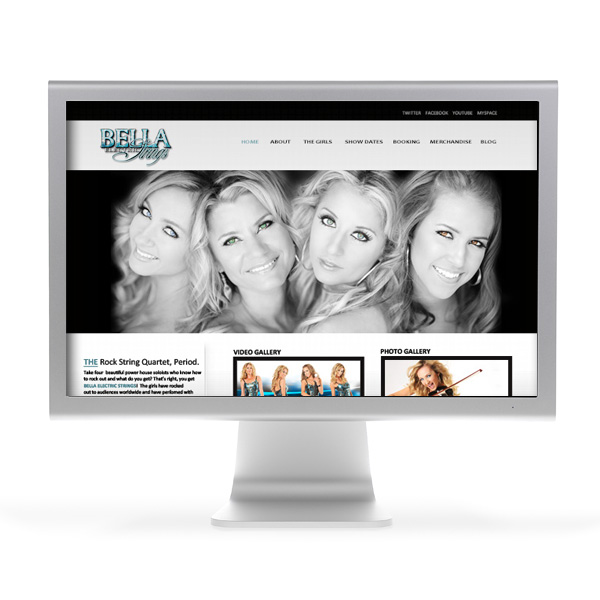 TWITTER FACEBOOK YOUTUBE MYSPACE
BELLA
ELECTRIC Strings
HOME ABOUT THE GIRLS SHOW DATES BOOKING MERCHANDISE BLOG
THE Rock String Quartet, Period.
Take four beautiful power house soloists who know how
to rock out and what do you get? That's right, you get
BELLA ELECTRIC STRINGS! The girls have rocked
out to audiences worldwide and have perfomed with
VIDEO GALLERY
PHOTO GALLERY